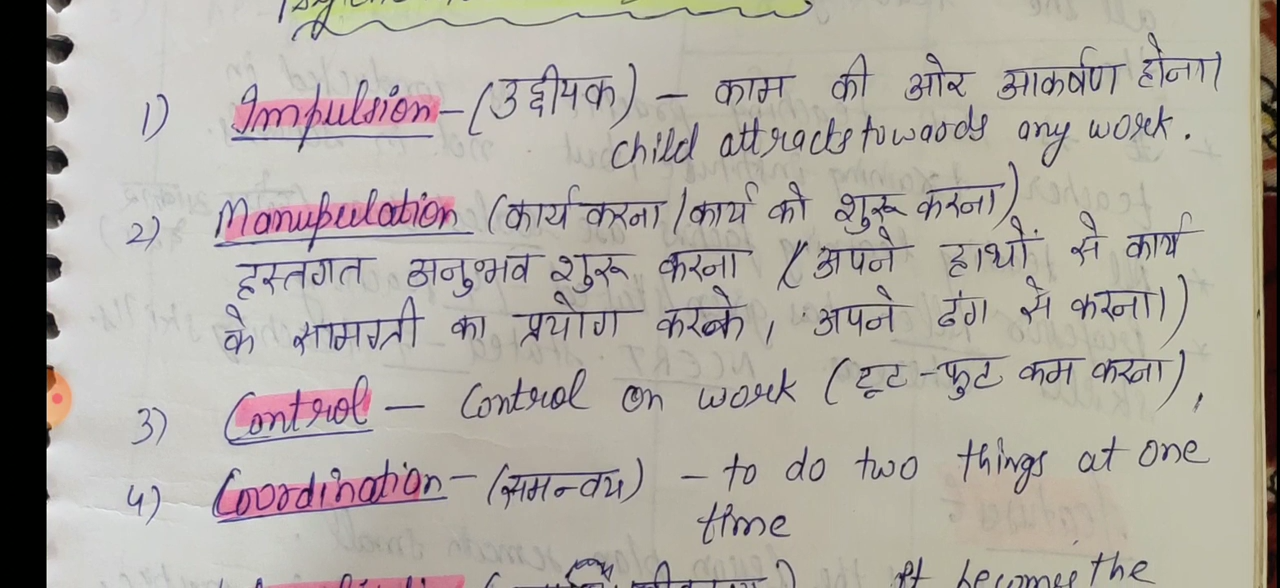 1) Impulsion - (उद्दीपक) - काम की ओर आकर्षण होना।
child attracts towards any work.
2) Manupulation (कार्य करना / कार्य को शुरू करना)
हस्तगत अनुभव शुरू करना (अपने हाथों से कार्य
के सामग्री का प्रयोग करके, अपने ढंग से करना।)
3) Control - Control on work (टूट-फुट कम करना),
4) Coordination - (समन्वय) - to do two things at one
time
It becomes the